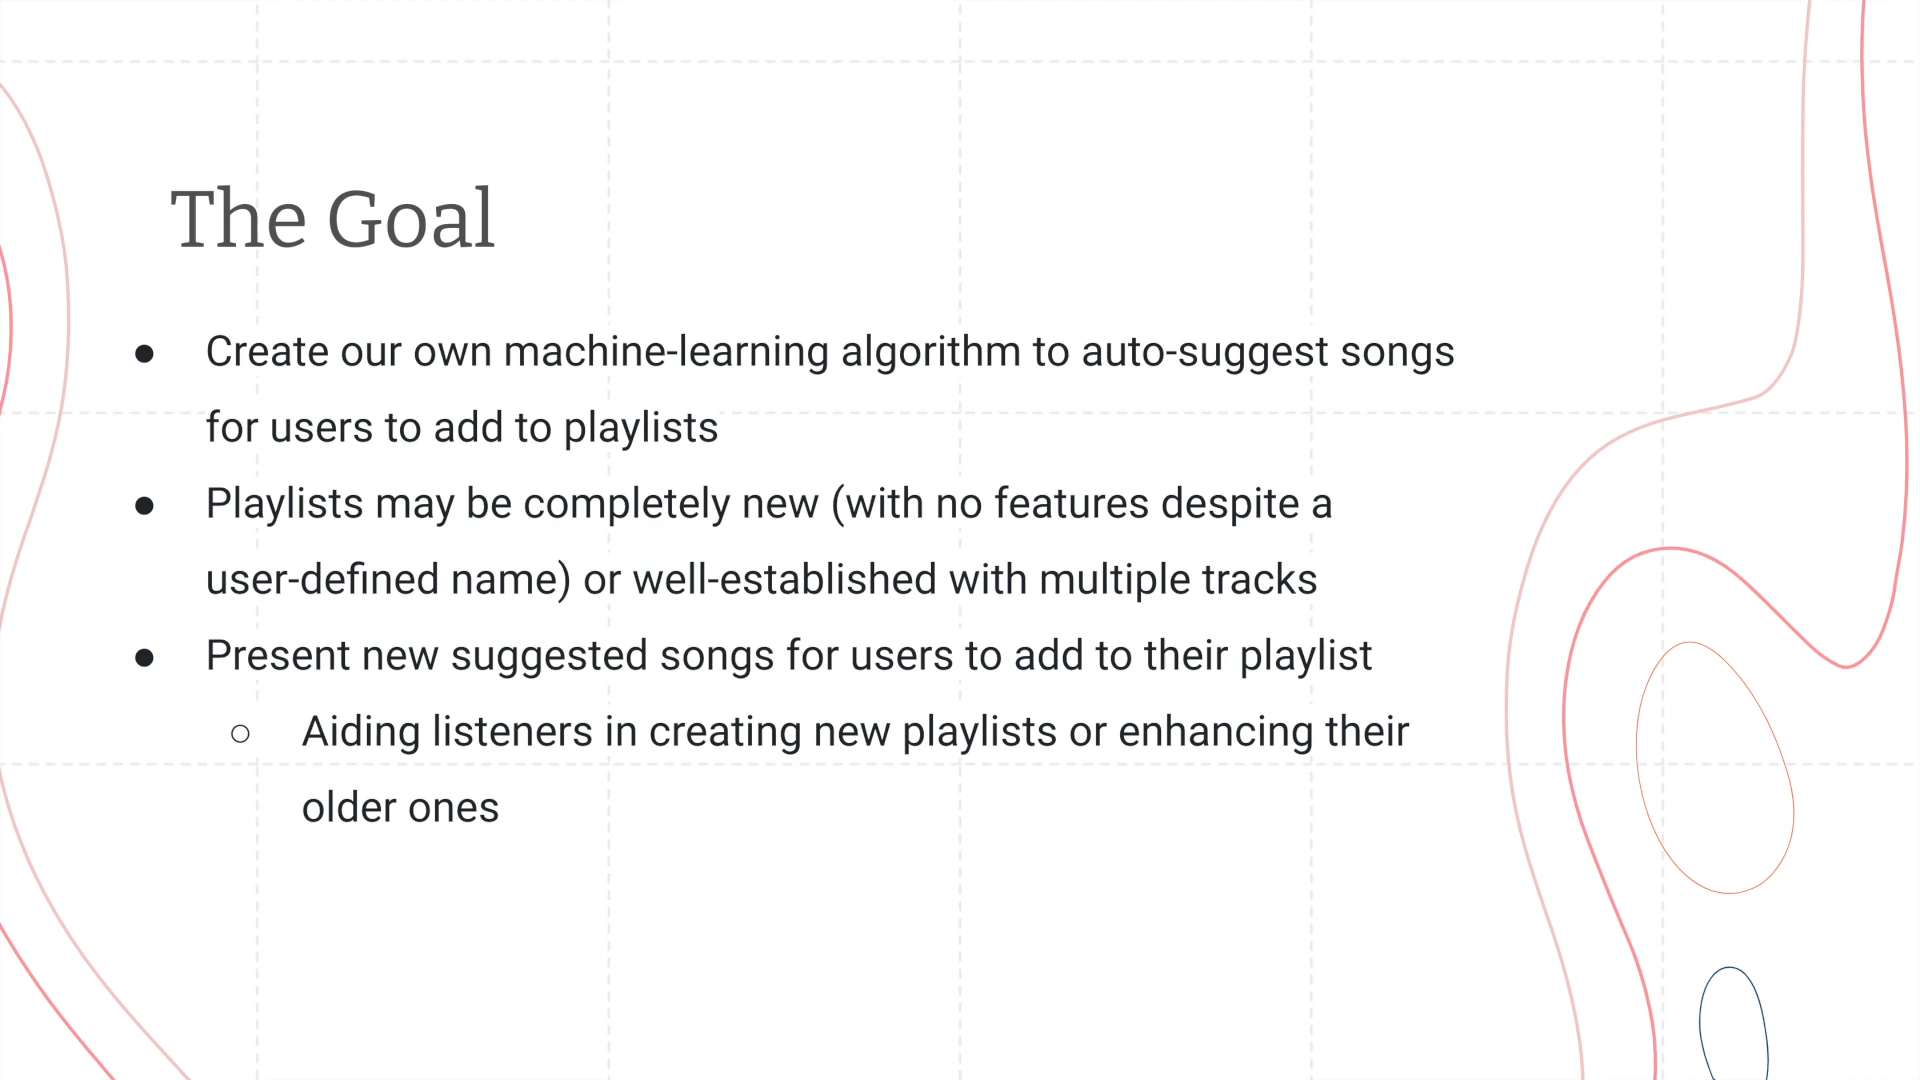 The Goal
● Create our own machine-learning algorithm to auto-suggest songs
for users to add to playlists
● Playlists may be completely new (with no features despite a
user-defined name) or well-established with multiple tracks
● Present new suggested songs for users to add to their playlist
○ Aiding listeners in creating new playlists or enhancing their
older ones